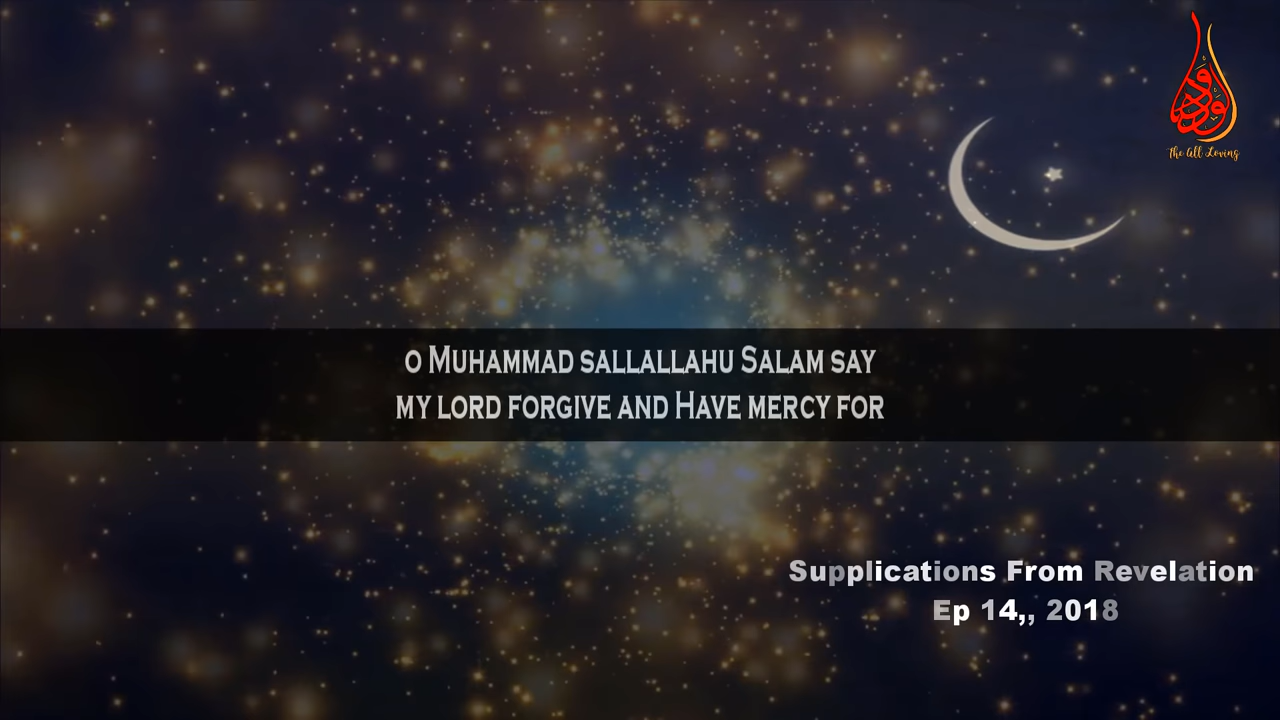 الودود
The All Loving
o Muhammad sallallahu Salam say
my lord forgive and Have mercy for
Supplications From Revelation
Ep 14,, 2018